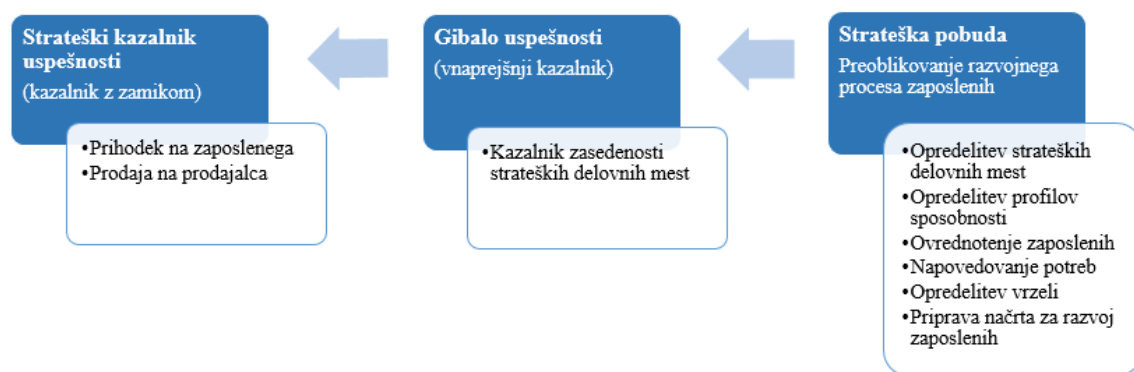 Strateški kazalnik
uspešnosti
(kazalnik z zamikom)
•Prihodek na zaposlenega
•Prodaja na prodajalca
Gibalo uspešnosti
(vnaprejšnji kazalnik)
•Kazalnik zasedenosti
strateških delovnih mest
Strateška pobuda
Preoblikovanje razvojnega
procesa zaposlenih
•Opredelitev strateških
delovnih mest
•Opredelitev profilov
sposobnosti
•Ovrednotenje zaposlenih
•Napovedovanje potreb
•Opredelitev vrzeli
•Priprava načrta za razvoj
zaposlenih